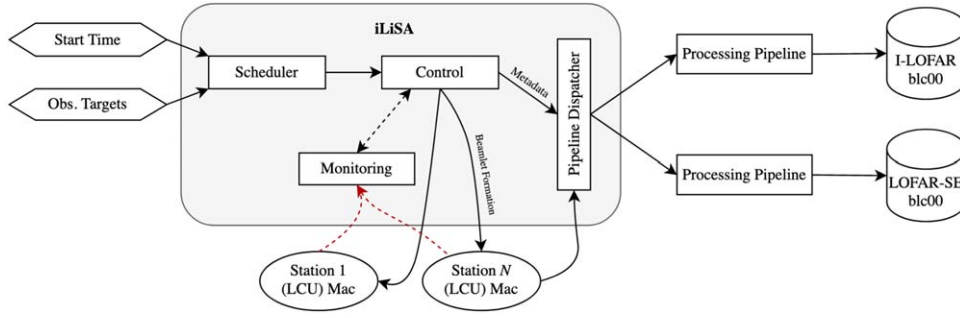 iLiSA
Start Time
Obs. Targets
Scheduler
Control
Metadata
Monitoring
Beamlet Formation
Pipeline Dispatcher
Processing Pipeline
I-LOFAR
blc00
Processing Pipeline
LOFAR-SE
blc00
Station 1
(LCU) Mac
Station N
(LCU) Mac